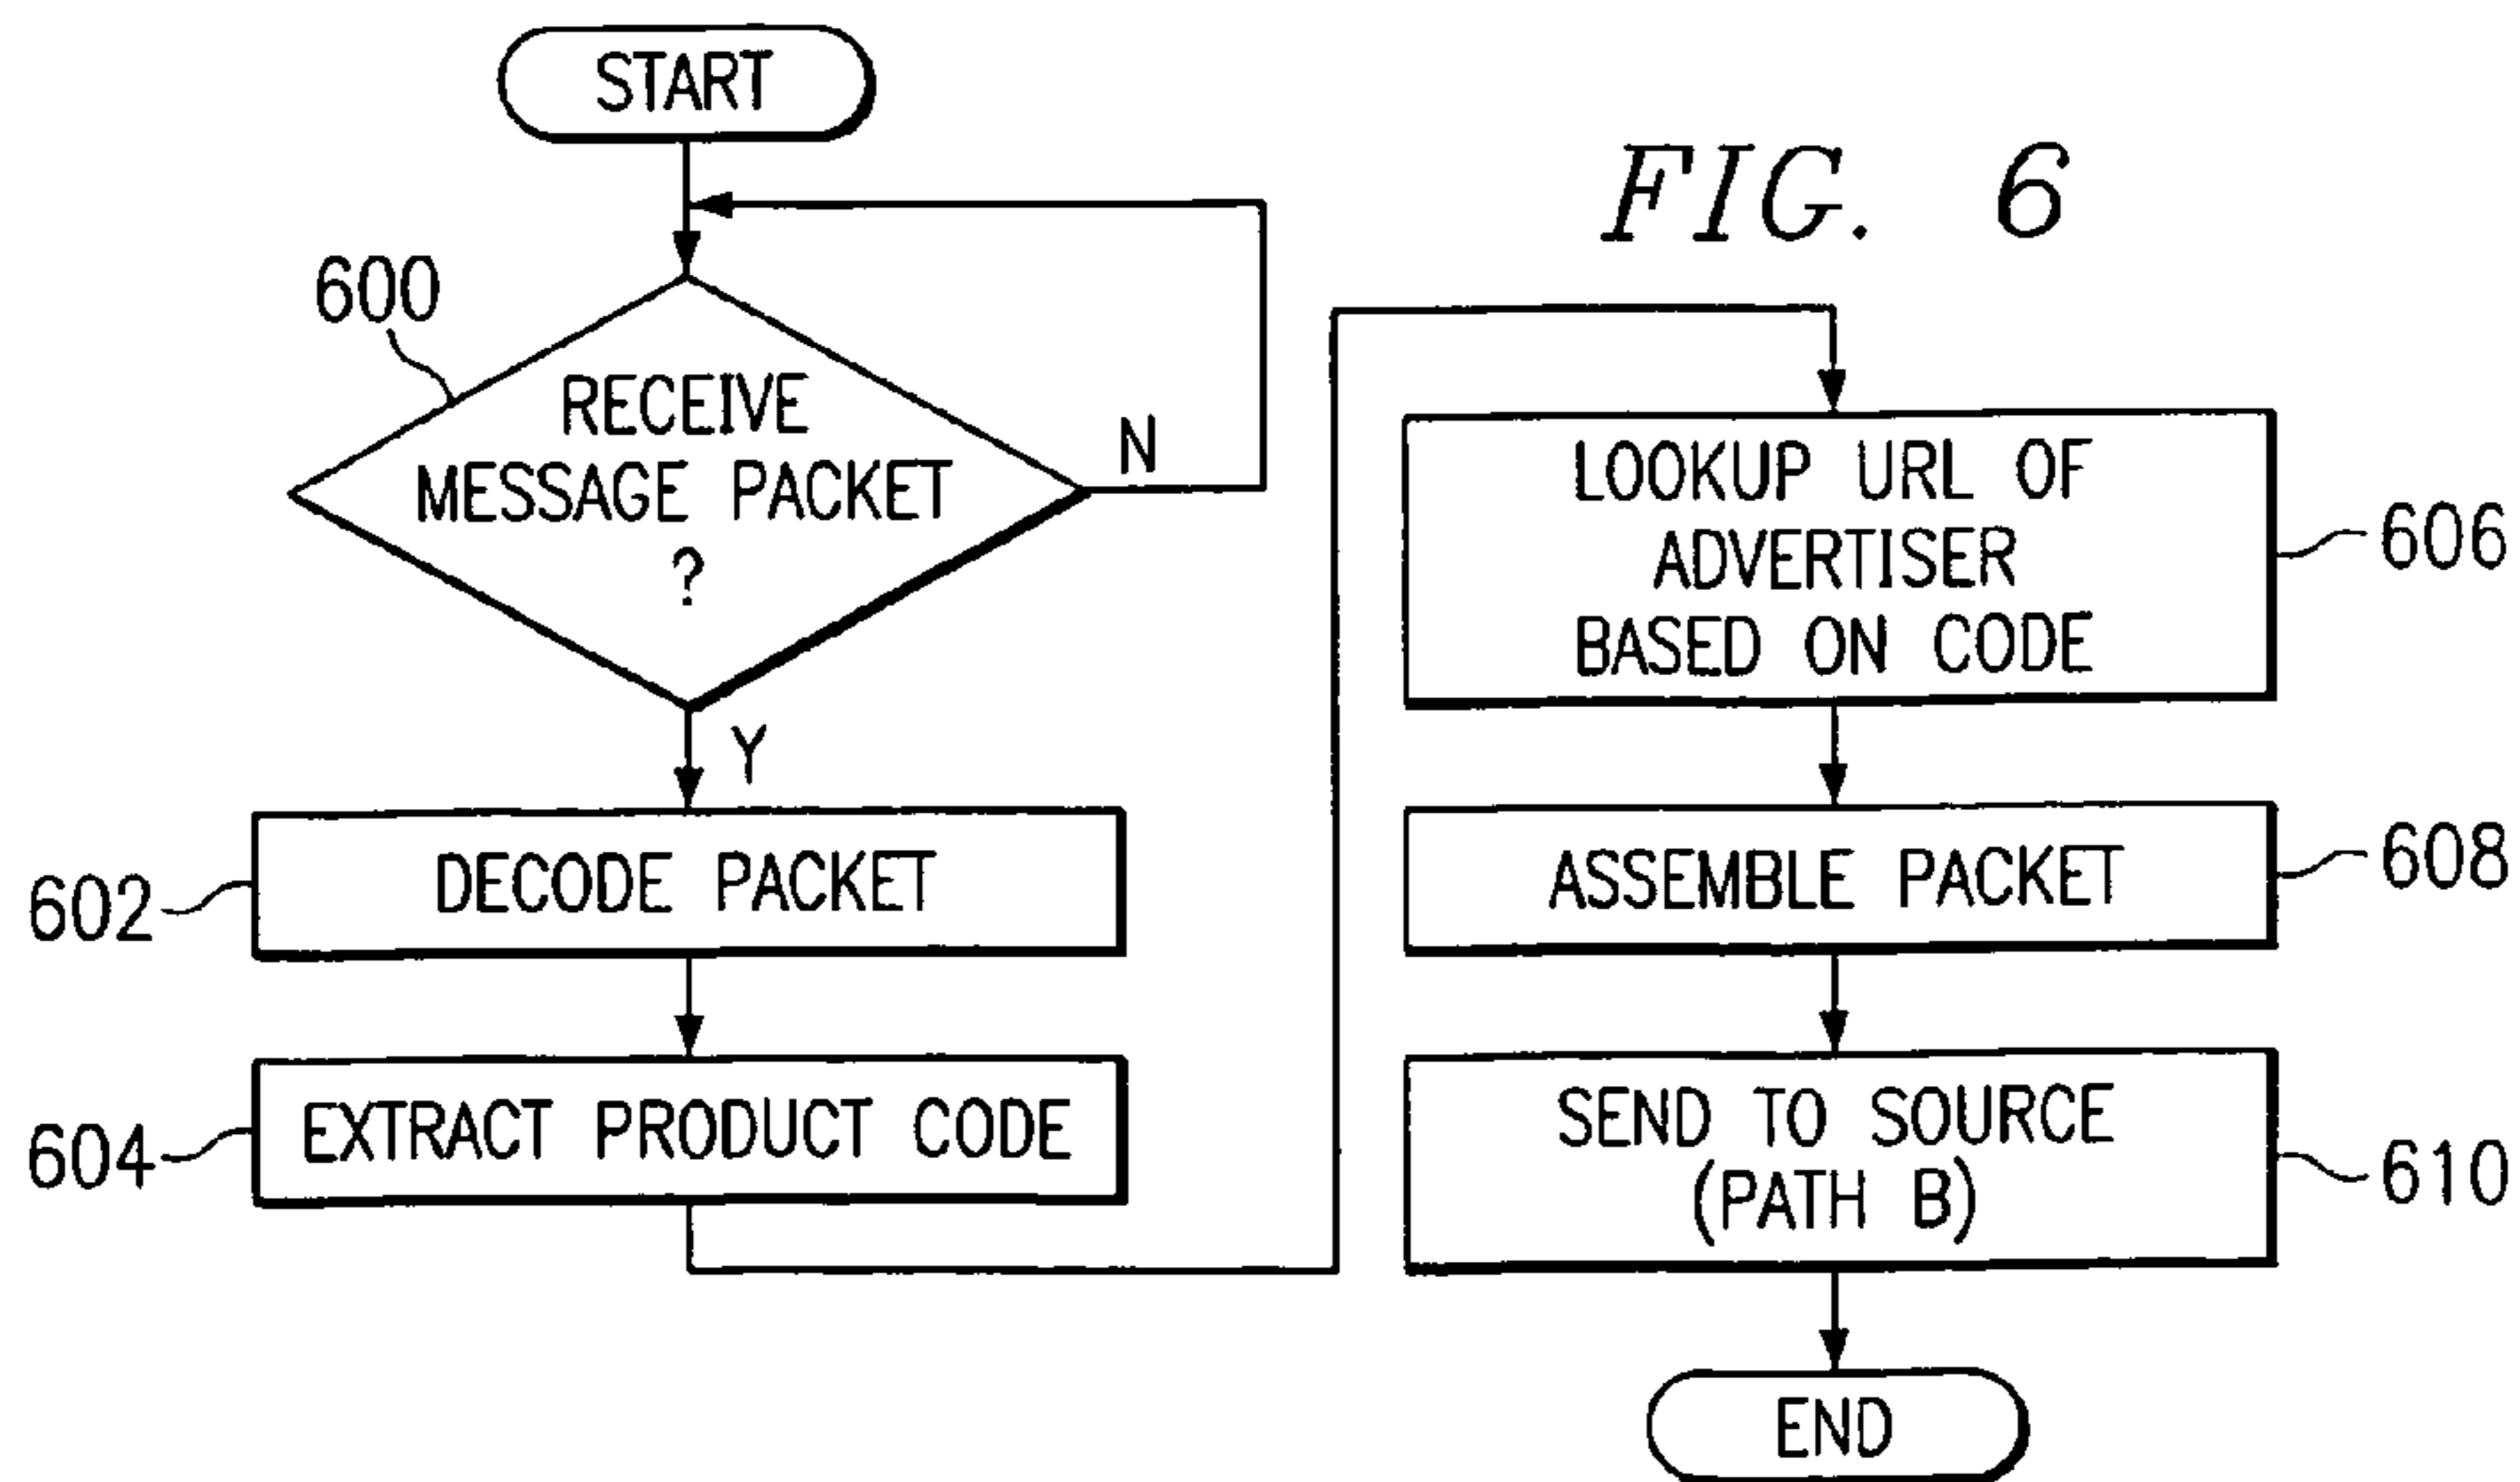 START
FIG. 6
600
RECEIVE
MESSAGE PACKET
?
N
Y
602
DECODE PACKET
604
EXTRACT PRODUCT CODE
LOOKUP URL OF
ADVERTISER
BASED ON CODE
606
ASSEMBLE PACKET
608
SEND TO SOURCE
(PATH B)
610
END